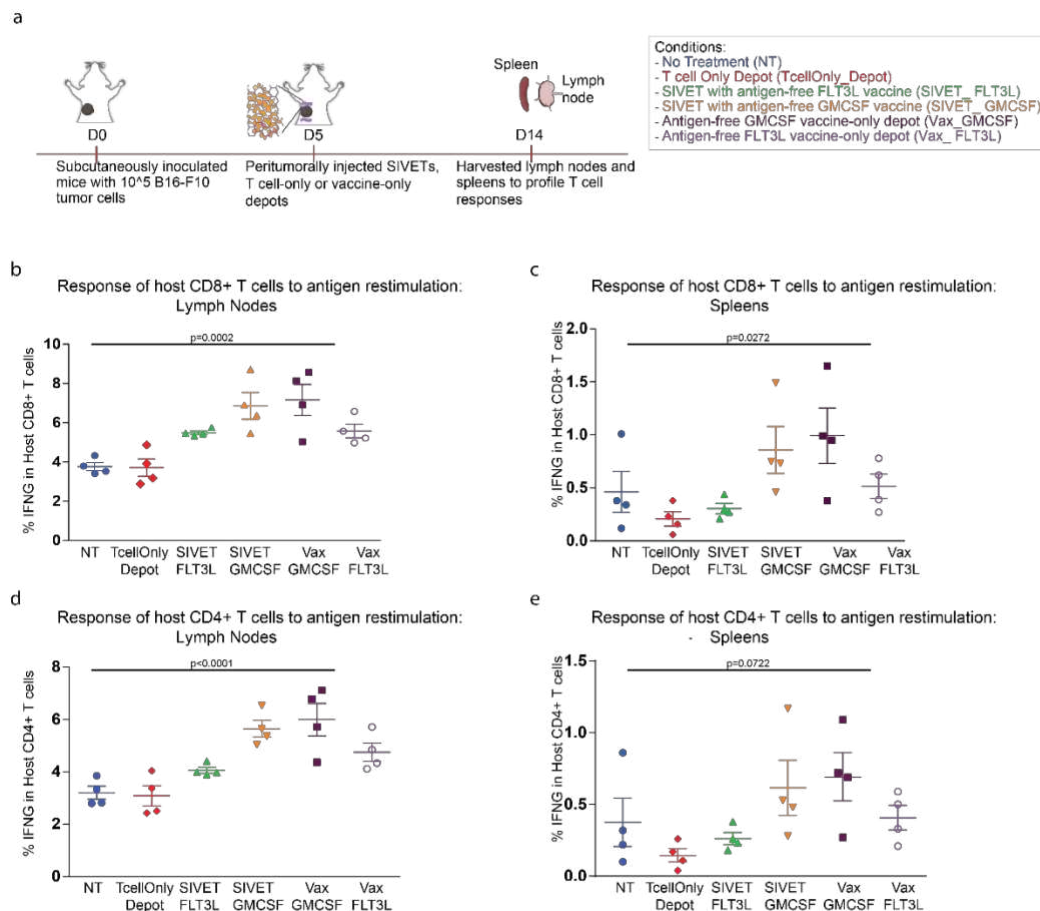 a
Spleen
Lymph
node
D0
D5
D14
Subcutaneously inoculated
mice with 10^5 B16-F10
tumor cells
Peritumorally injected SIVETs,
T cell-only or vaccine-only
depots
Harvested lymph nodes and
spleens to profile T cell
responses
Conditions:
- No Treatment (NT)
- T cell Only Depot (TcellOnly_Depot)
- SIVET with antigen-free FLT3L vaccine (SIVET_ FLT3L)
- SIVET with antigen-free GMCSF vaccine (SIVET_ GMCSF)
- Antigen-free GMCSF vaccine-only depot (Vax_GMCSF)
- Antigen-free FLT3L vaccine-only depot (Vax_ FLT3L)
b
Response of host CD8+ T cells to antigen restimulation:
Lymph Nodes
p=0.0002
% IFNG in Host CD8+ T cells
10
8
6
4
2
0
NT TcellOnly SIVET SIVET Vax Vax
Depot FLT3L GMCSF GMCSF FLT3L
c
Response of host CD8+ T cells to antigen restimulation:
Spleens
p=0.0272
% IFNG in Host CD8+ T cells
2.0
1.5
1.0
0.5
0.0
NT TcellOnly SIVET SIVET Vax Vax
Depot FLT3L GMCSF GMCSF FLT3L
d
Response of host CD4+ T cells to antigen restimulation:
Lymph Nodes
p<0.0001
% IFNG in Host CD4+ T cells
8
6
4
2
0
NT TcellOnly SIVET SIVET Vax Vax
Depot FLT3L GMCSF GMCSF FLT3L
e
Response of host CD4+ T cells to antigen restimulation:
- Spleens
p=0.0722
% IFNG in Host CD4+ T cells
1.5
1.0
0.5
0.0
NT TcellOnly SIVET SIVET Vax Vax
Depot FLT3L GMCSF GMCSF FLT3L